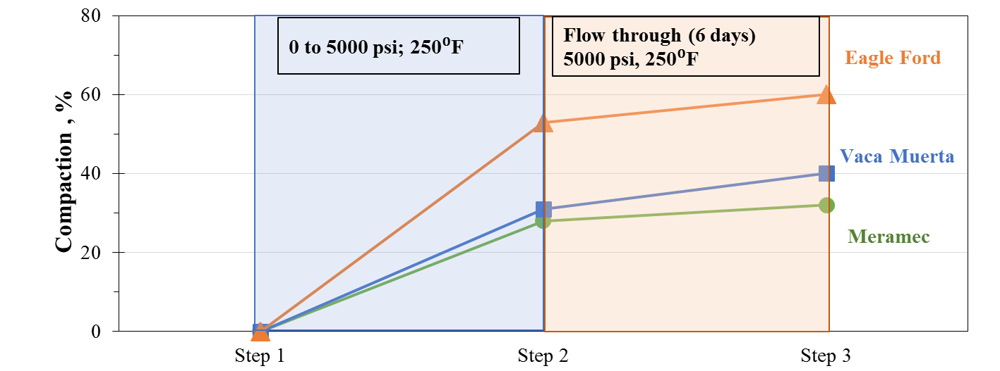 80
60
40
20
0
Compaction , %
0 to 5000 psi; 250⁰F
Flow through (6 days)
5000 psi, 250⁰F
Eagle Ford
Vaca Muerta
Meramec
Step 1
Step 2
Step 3